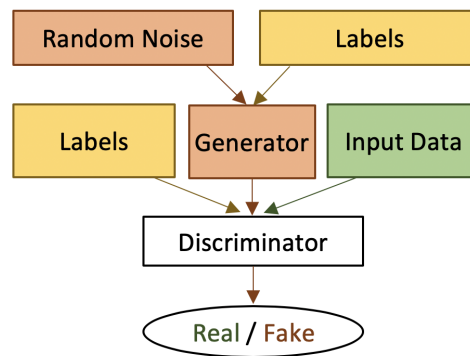 Random Noise
Labels
Labels
Generator
Input Data
Discriminator
Real / Fake